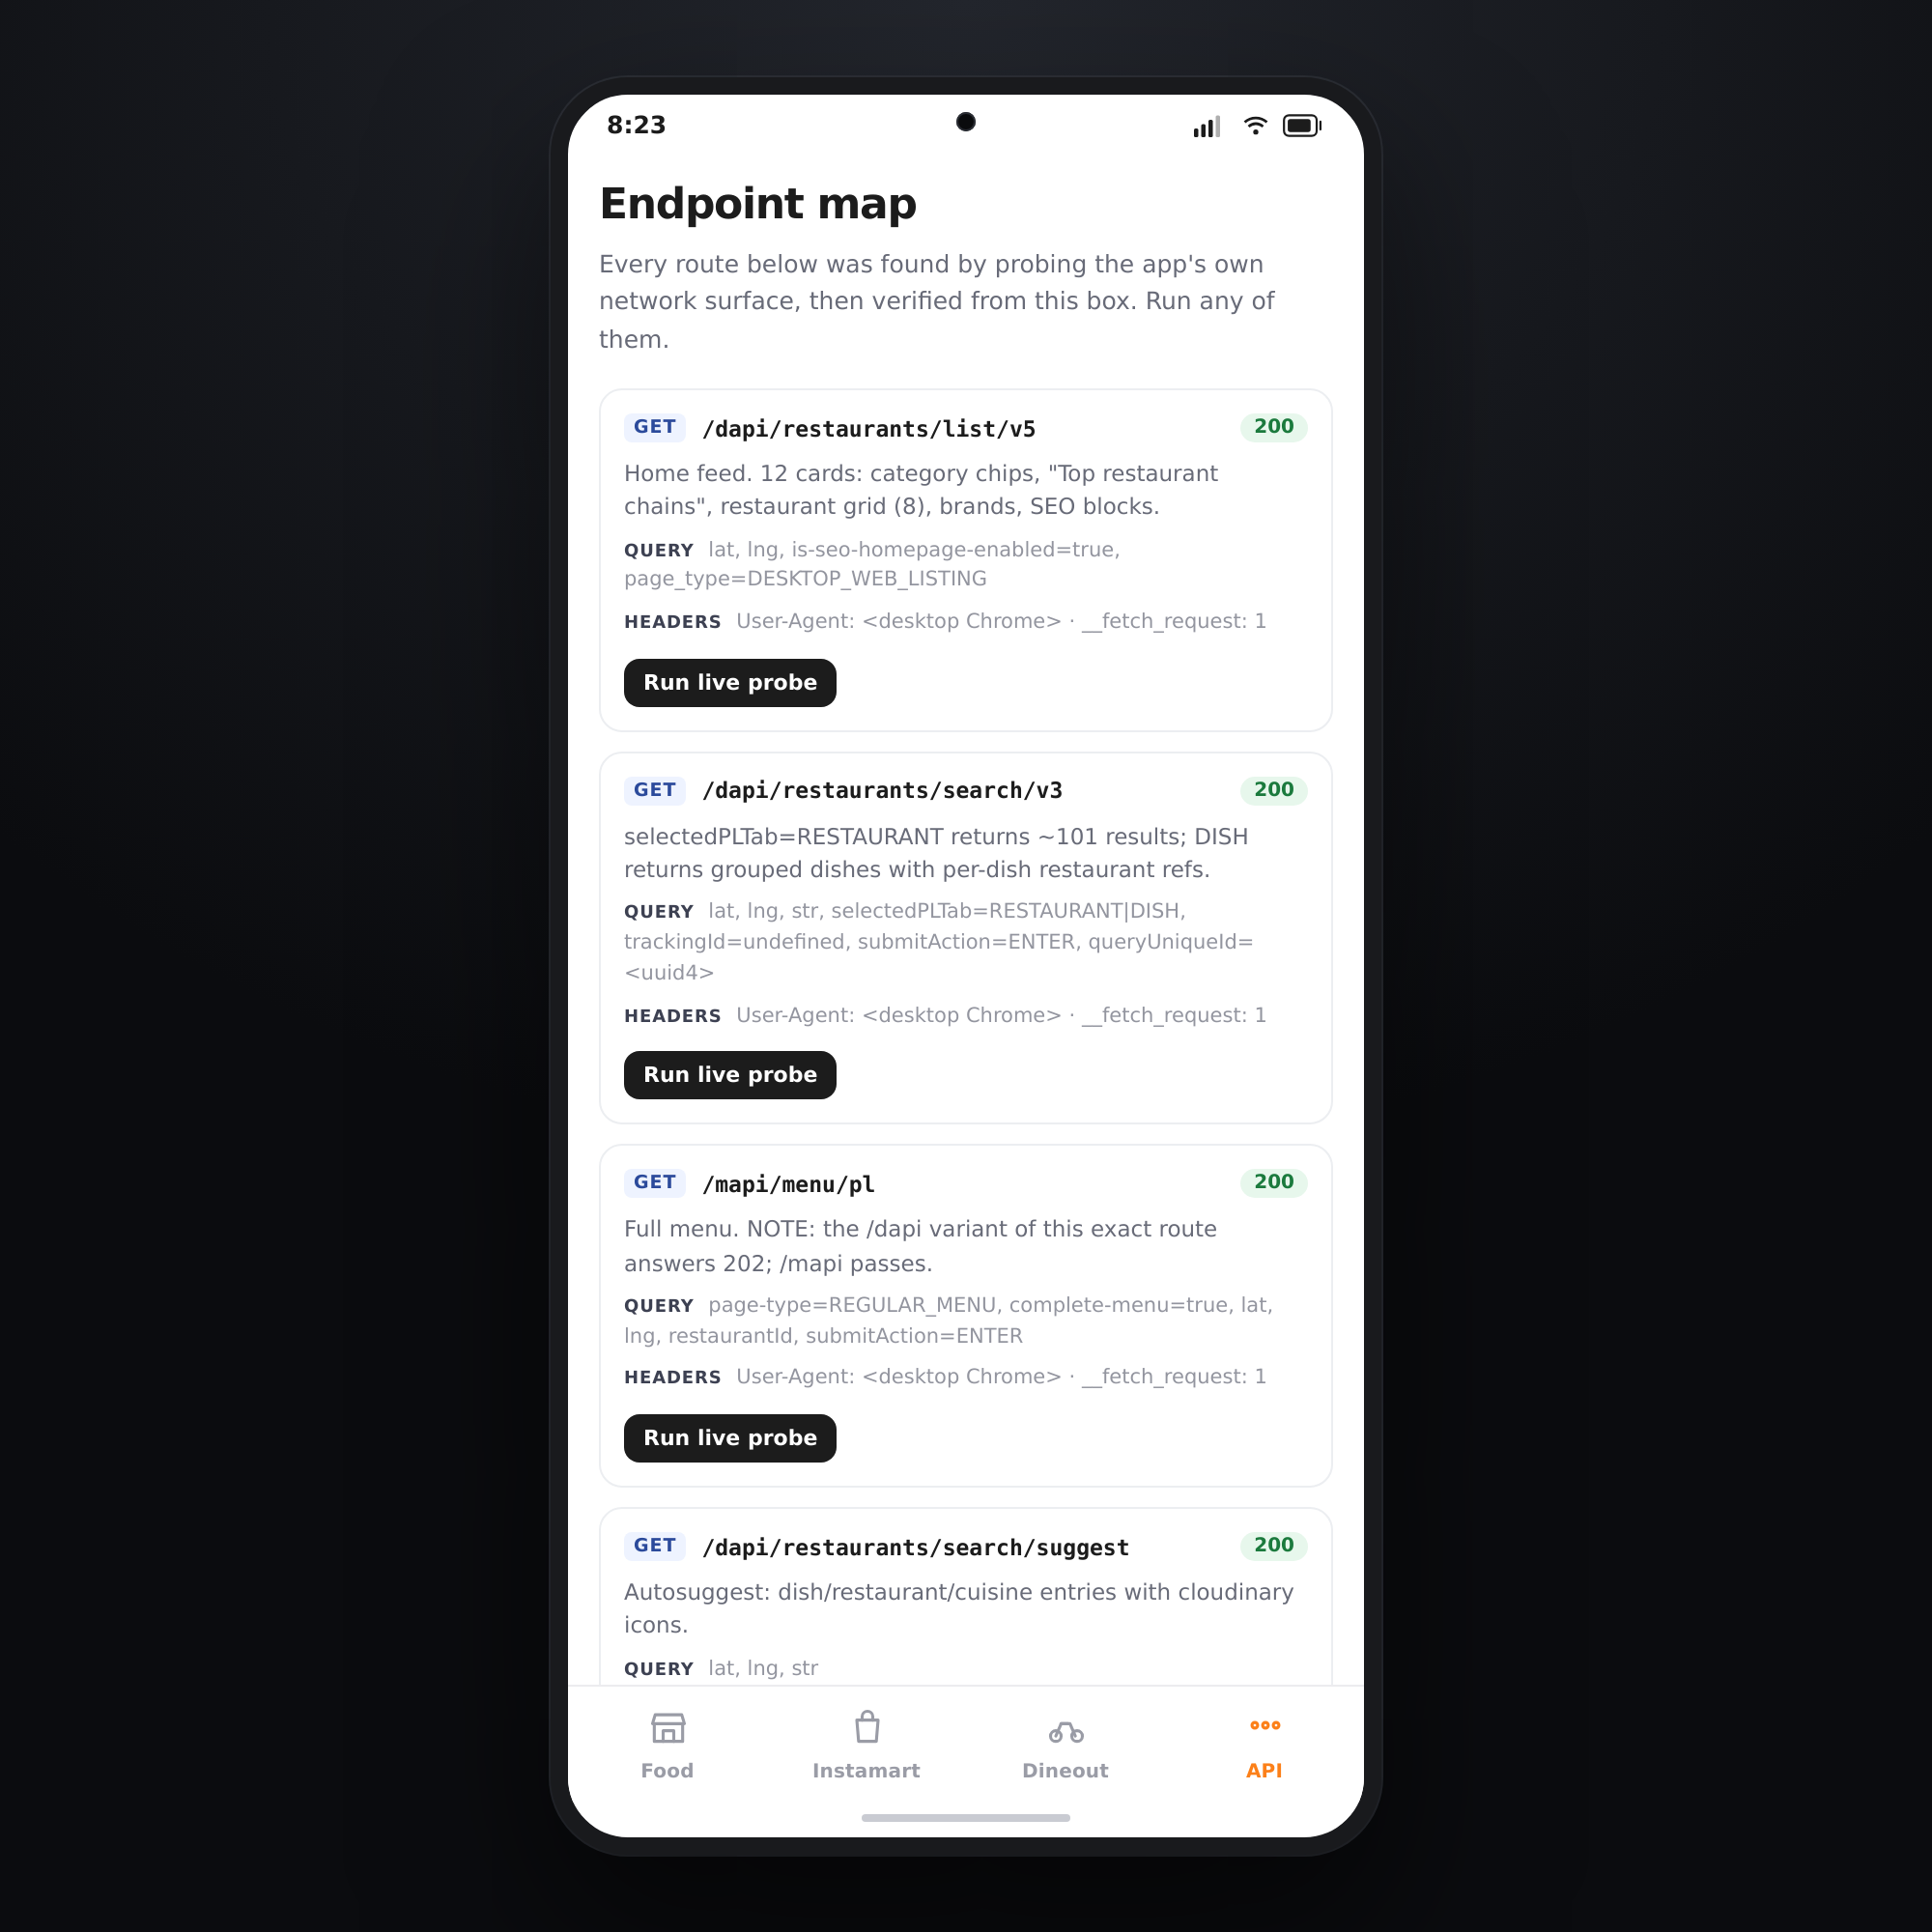 8:23
Endpoint map
Every route below was found by probing the app's own
network surface, then verified from this box. Run any of
them.
GET /dapi/restaurants/list/v5 200
Home feed. 12 cards: category chips, "Top restaurant
chains", restaurant grid (8), brands, SEO blocks.
QUERY lat, lng, is-seo-homepage-enabled=true,
page_type=DESKTOP_WEB_LISTING
HEADERS User-Agent: <desktop Chrome> · __fetch_request: 1
Run live probe
GET /dapi/restaurants/search/v3 200
selectedPLTab=RESTAURANT returns ~101 results; DISH
returns grouped dishes with per-dish restaurant refs.
QUERY lat, lng, str, selectedPLTab=RESTAURANT|DISH,
trackingId=undefined, submitAction=ENTER, queryUniqueId=
<uuid4>
HEADERS User-Agent: <desktop Chrome> · __fetch_request: 1
Run live probe
GET /mapi/menu/pl 200
Full menu. NOTE: the /dapi variant of this exact route
answers 202; /mapi passes.
QUERY page-type=REGULAR_MENU, complete-menu=true, lat,
lng, restaurantId, submitAction=ENTER
HEADERS User-Agent: <desktop Chrome> · __fetch_request: 1
Run live probe
GET /dapi/restaurants/search/suggest 200
Autosuggest: dish/restaurant/cuisine entries with cloudinary
icons.
QUERY lat, lng, str
Food Instamart Dineout API